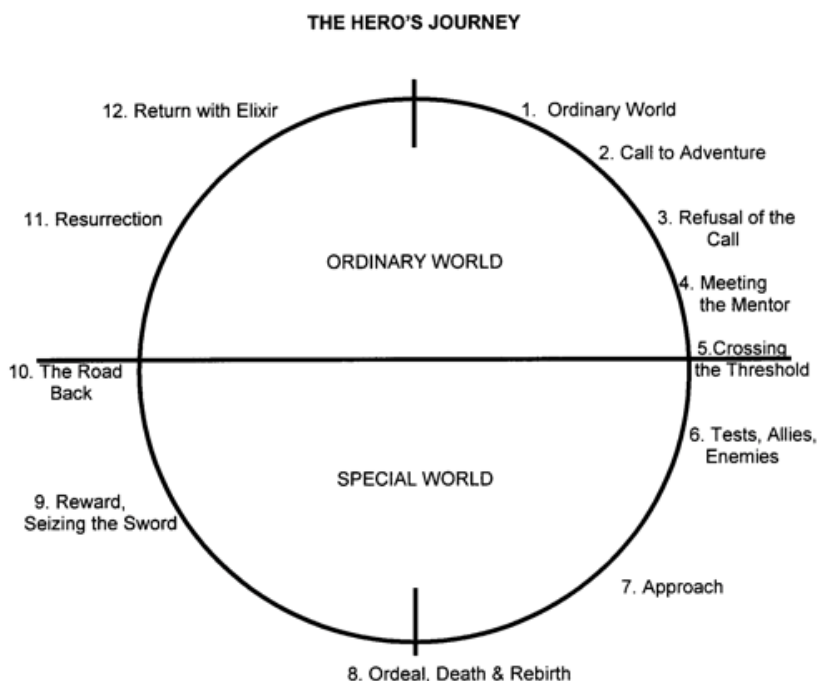 THE HERO'S JOURNEY
12. Return with Elixir
1. Ordinary World
2. Call to Adventure
11. Resurrection
3. Refusal of the
Call
ORDINARY WORLD
4. Meeting
the Mentor
5.Crossing
the Threshold
10. The Road
Back
6. Tests, Allies,
Enemies
SPECIAL WORLD
9. Reward,
Seizing the Sword
7. Approach
8. Ordeal, Death & Rebirth